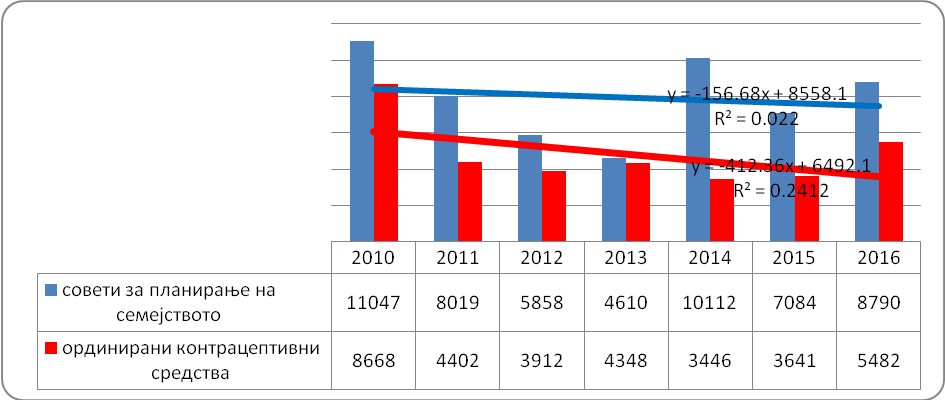 y = -156.68x + 8558.1
R² = 0.022
y = -412.36x + 6492.1
R² = 0.2412
2010 2011 2012 2013 2014 2015 2016
совети за планирање на
семејството
11047 8019 5858 4610 10112 7084 8790
ординирани контрацептивни
средства
8668 4402 3912 4348 3446 3641 5482